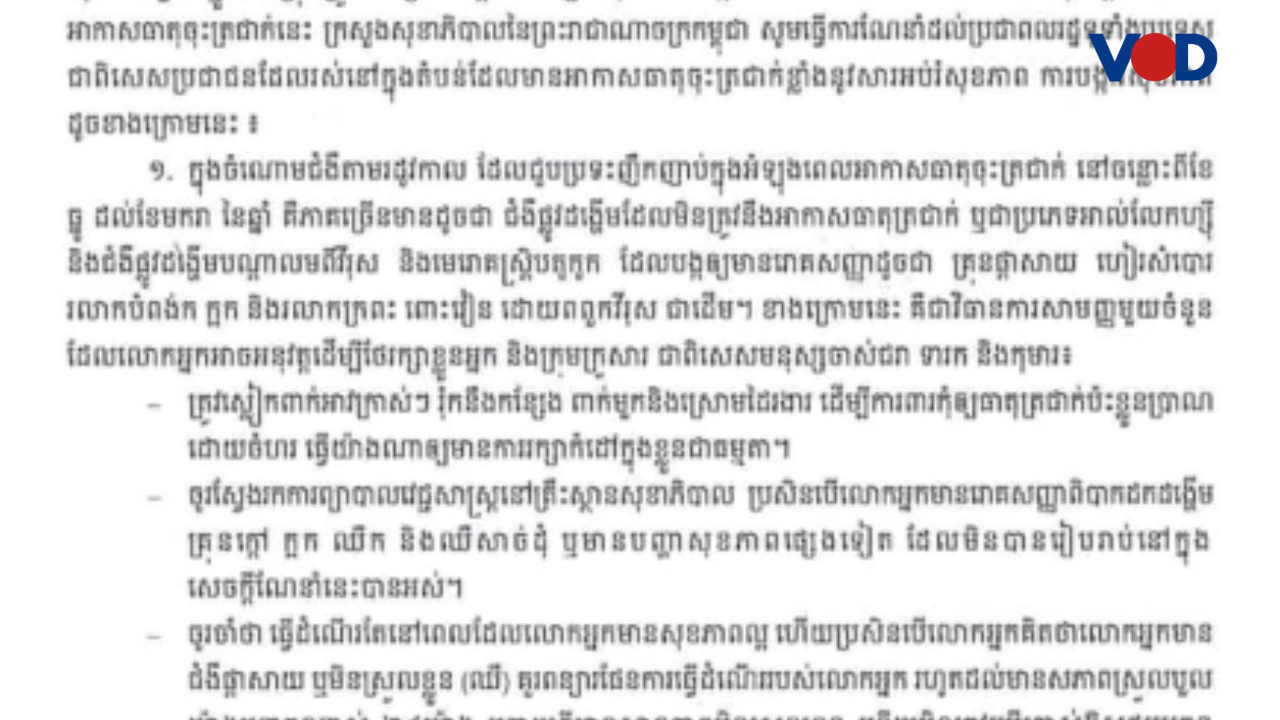 អាកាសធាតុចុះត្រជាក់នេះ ក្រសួងសុខាភិបាលនៃព្រះរាជាណាចក្រកម្ពុជា សូមធ្វើការណែនាំដល់ប្រជាពលរដ្ឋទូទាំងប្រទេស
VOD
ជាពិសេសប្រជាជនដែលរស់នៅក្នុងតំបន់ដែលមានអាកាសធាតុចុះត្រជាក់ខ្លាំងនូវសារអប់រំសុខភាព ការបង្ការសុខភាព
ដូចខាងក្រោមនេះ ៖
១. ក្នុងចំណោមជំងឺតាមរដូវកាល ដែលជួបប្រទះញឹកញាប់ក្នុងអំឡុងពេលអាកាសធាតុចុះត្រជាក់ នៅចន្លោះពីខែ
ធ្នូ ដល់ខែមករា នៃឆ្នាំ គឺភាគច្រើនមានដូចជា ជំងឺផ្លូវដង្ហើមដែលមិនត្រូវនឹងអាកាសធាតុត្រជាក់ ឬជាប្រភេទអាល់លែកហ្ស៊ី
និងជំងឺផ្លូវដង្ហើមបណ្តាលមពីវីរុស និងមេរោគស្ត្រិបតូកូក ដែលបង្កឲ្យមានរោគសញ្ញាដូចជា គ្រុនផ្តាសាយ ហៀរសំបោរ
រលាកបំពង់ក ក្អក និងរលាកក្រពះ ពោះវៀន ដោយពពួកវីរុស ជាដើម។ ខាងក្រោមនេះ គឺជាវិធានការសាមញ្ញមួយចំនួន
ដែលលោកអ្នកអាចអនុវត្តដើម្បីថែរក្សាខ្លួនអ្នក និងក្រុមគ្រួសារ ជាពិសេសមនុស្សចាស់ជរា ទារក និងកុមារ៖
– ត្រូវស្លៀកពាក់អាវក្រាស់ៗ រុំកនឹងកន្សែង ពាក់មួកនិងស្រោមដៃរងារ ដើម្បីការពារកុំឲ្យធាតុត្រជាក់ប៉ះខ្លួនប្រាណ
ដោយចំហរ ធ្វើយ៉ាងណាឲ្យមានការរក្សាកំដៅក្នុងខ្លួនជាធម្មតា។
– ចូរស្វែងរកការព្យាបាលវេជ្ជសាស្ត្រនៅគ្រឹះស្ថានសុខាភិបាល ប្រសិនបើលោកអ្នកមានរោគសញ្ញាពិបាកដកដង្ហើម
គ្រុនក្តៅ ក្អក ឈឺក និងឈឺសាច់ដុំ ឬមានបញ្ហាសុខភាពផ្សេងទៀត ដែលមិនបានរៀបរាប់នៅក្នុង
សេចក្តីណែនាំនេះបានអស់។
– ចូរចាំថា ធ្វើដំណើរតែនៅពេលដែលលោកអ្នកមានសុខភាពល្អ ហើយប្រសិនបើលោកអ្នកគិតថាលោកអ្នកមាន
ជំងឺផ្តាសាយ ឬមិនស្រួលខ្លួន (ឈឺ) គួរពន្យារផែនការធ្វើដំណើររបស់លោកអ្នក រហូតដល់មានសភាពស្រួលបួល